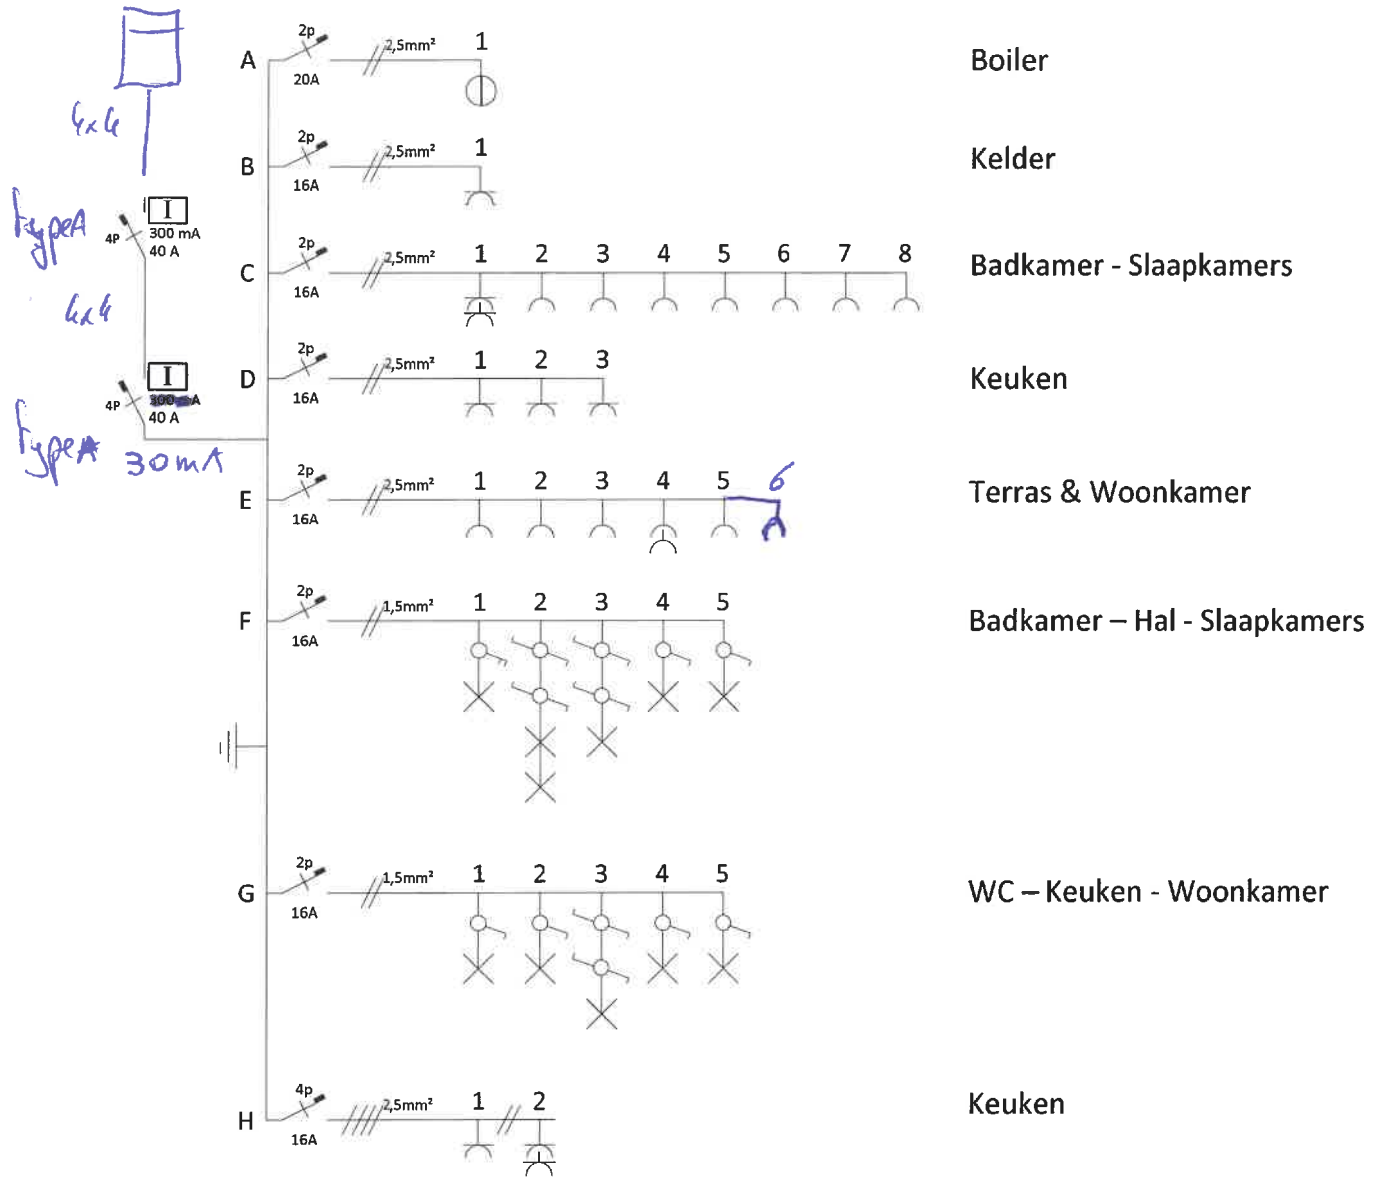 2p
A 2,5mm² 1 Boiler
20A
4x4
2p
B 2,5mm² 1 Kelder
16A
type A
I
300 mA
4P
40 A
2p
C 2,5mm² 1 2 3 4 5 6 7 8 Badkamer - Slaapkamers
16A
4x4
2p
D 2,5mm² 1 2 3 Keuken
16A
I
300 mA
4P
40 A
type A 30 mA
2p
E 2,5mm² 1 2 3 4 5 6 Terras & Woonkamer
16A
2p
F 1,5mm² 1 2 3 4 5 Badkamer – Hal - Slaapkamers
16A
2p
G 1,5mm² 1 2 3 4 5 WC – Keuken - Woonkamer
16A
4p
H 2,5mm² 1 2 Keuken
16A